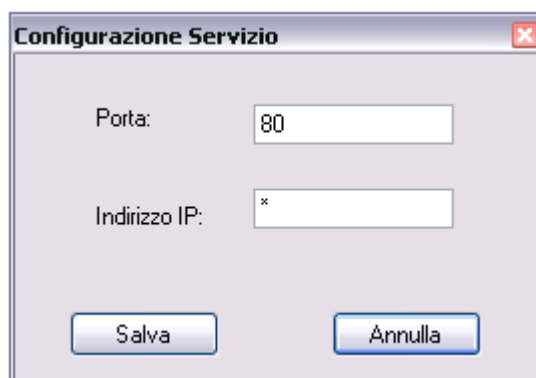 Configurazione Servizio
Porta: 80
Indirizzo IP: *
Salva Annulla